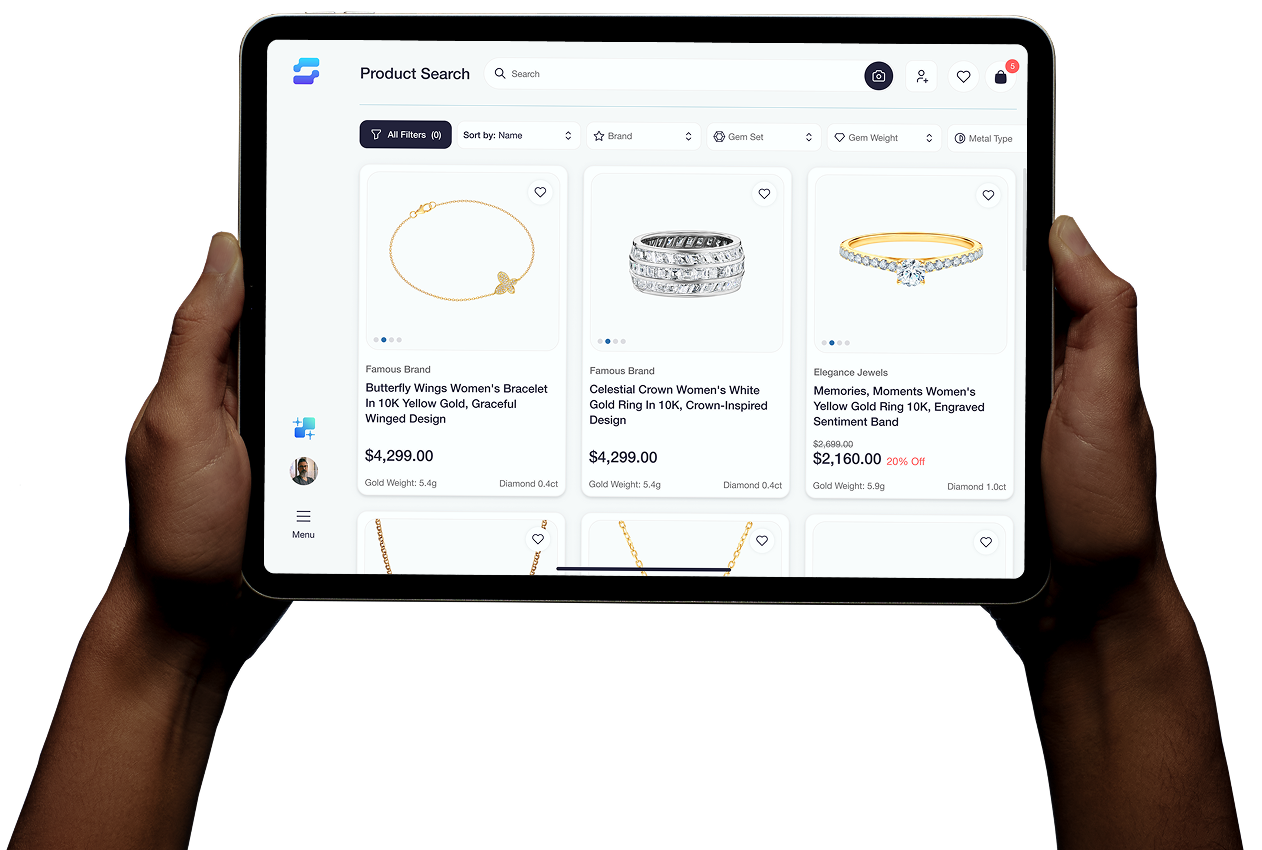 Product Search
Search
5
All Filters (0)
Sort by: Name
Brand
Gem Set
Gem Weight
Metal Type
Famous Brand
Butterfly Wings Women's Bracelet
In 10K Yellow Gold, Graceful
Winged Design
$4,299.00
Gold Weight: 5.4g
Diamond 0.4ct
Famous Brand
Celestial Crown Women's White
Gold Ring In 10K, Crown-Inspired
Design
$4,299.00
Gold Weight: 5.4g
Diamond 0.4ct
Elegance Jewels
Memories, Moments Women's
Yellow Gold Ring 10K, Engraved
Sentiment Band
$2,699.00
$2,160.00 20% Off
Gold Weight: 5.9g
Diamond 1.0ct
Menu